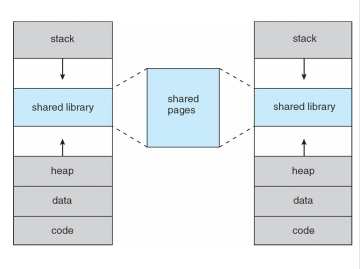 stack
shared library
heap
data
code
shared
pages
stack
shared library
heap
data
code